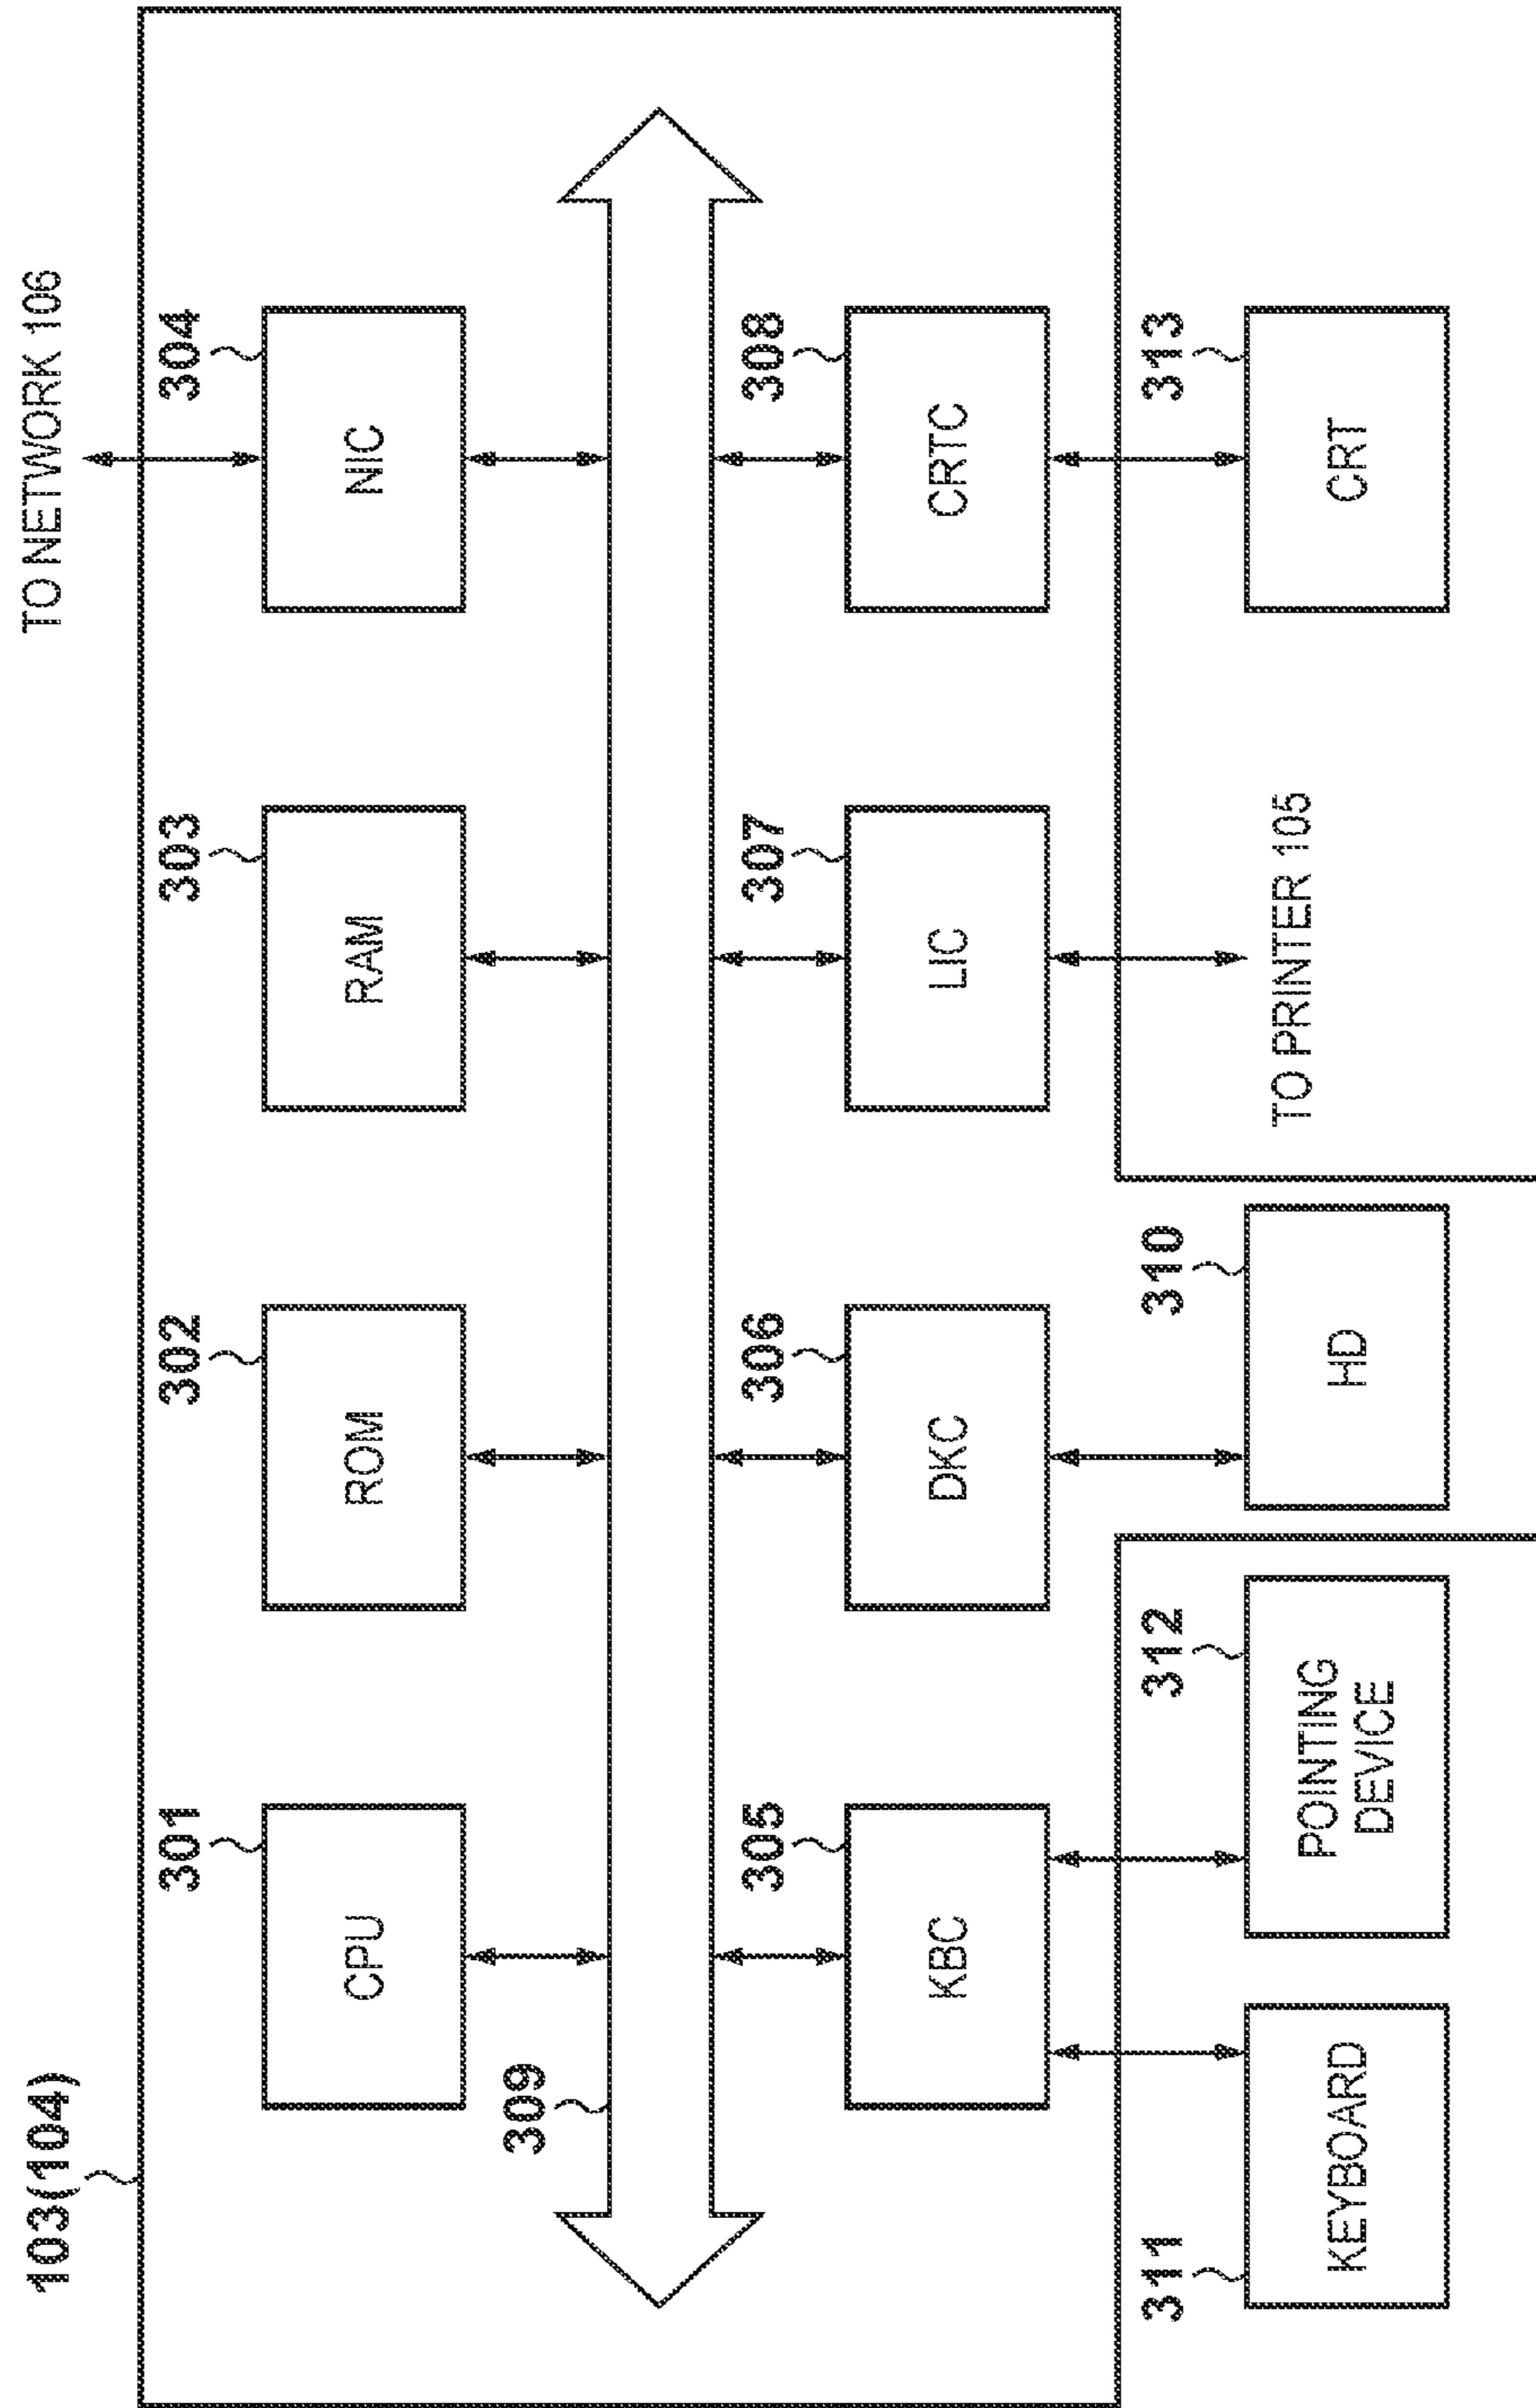 103(104)
TO NETWORK 106
301
302
303
304
CPU
ROM
RAM
NIC
309
305
306
307
308
KBC
DKC
LIC
CRTC
311
312
310
313
KEYBOARD
POINTING
DEVICE
HD
TO PRINTER 105
CRT